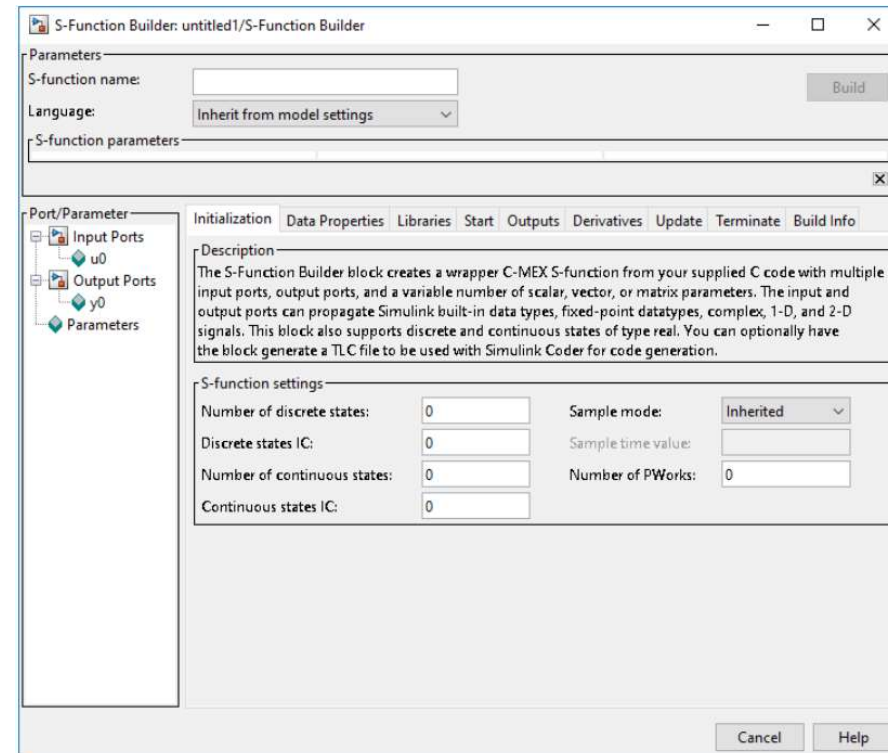 S-Function Builder: untitled1/S-Function Builder
Parameters
S-function name:
Build
Language:
Inherit from model settings
S-function parameters
Port/Parameter
Input Ports
u0
Output Ports
y0
Parameters
Initialization Data Properties Libraries Start Outputs Derivatives Update Terminate Build Info
Description
The S-Function Builder block creates a wrapper C-MEX S-function from your supplied C code with multiple
input ports, output ports, and a variable number of scalar, vector, or matrix parameters. The input and
output ports can propagate Simulink built-in data types, fixed-point datatypes, complex, 1-D, and 2-D
signals. This block also supports discrete and continuous states of type real. You can optionally have
the block generate a TLC file to be used with Simulink Coder for code generation.
S-function settings
Number of discrete states: 0 Sample mode: Inherited
Discrete states IC: 0 Sample time value:
Number of continuous states: 0 Number of PWorks: 0
Continuous states IC: 0
Cancel Help